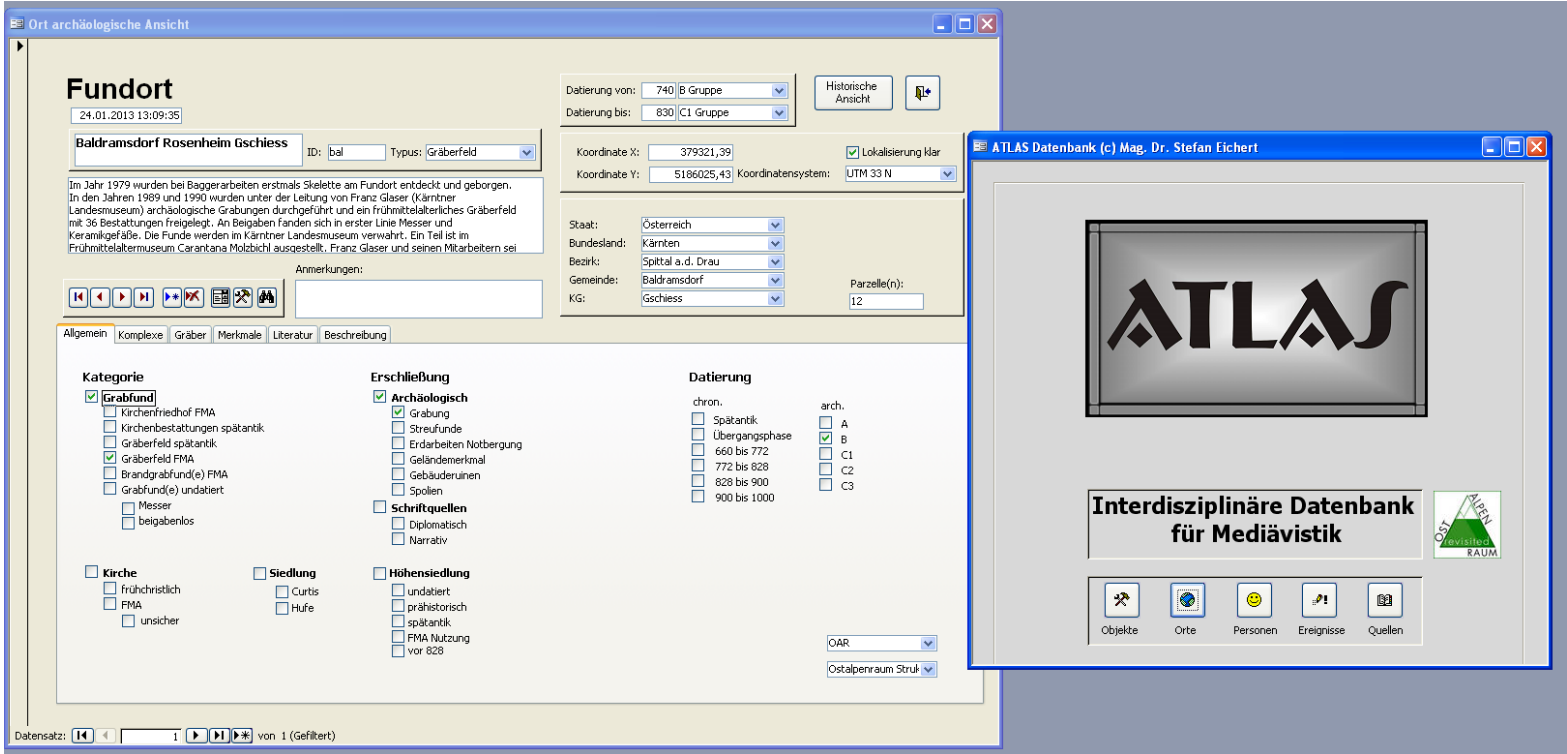 Ort archäologische Ansicht
Fundort
24.01.2013 13:09:35
Baldramsdorf Rosenheim Gschiess
ID: bal Typus: Gräberfeld
Im Jahr 1979 wurden bei Baggerarbeiten erstmals Skelette am Fundort entdeckt und geborgen.
In den Jahren 1989 und 1990 wurden unter der Leitung von Franz Glaser (Kärntner
Landesmuseum) archäologische Grabungen durchgeführt und ein frühmittelalterliches Gräberfeld
mit 36 Bestattungen freigelegt. An Beigaben fanden sich in erster Linie Messer und
Keramikgefäße. Die Funde werden im Kärntner Landesmuseum verwahrt. Ein Teil ist im
Frühmittelaltermuseum Carantana Molzbichl ausgestellt. Franz Glaser und seinen Mitarbeitern sei
Anmerkungen:
Datierung von: 740 B Gruppe
Datierung bis: 830 C1 Gruppe
Historische
Ansicht
Koordinate X: 379321,39 Lokalisierung klar
Koordinate Y: 5186025,43 Koordinatensystem: UTM 33 N
Staat: Österreich
Bundesland: Kärnten
Bezirk: Spittal a.d. Drau
Gemeinde: Baldramsdorf
KG: Gschiess
Parzelle(n):
12
Allgemein Komplexe Gräber Merkmale Literatur Beschreibung
Kategorie
Grabfund
Kirchenfriedhof FMA
Kirchenbestattungen spätantik
Gräberfeld spätantik
Gräberfeld FMA
Brandgrabfund(e) FMA
Grabfund(e) undatiert
Messer
beigabenlos
Kirche
frühchristlich
FMA
unsicher
Siedlung
Curtis
Hufe
Erschließung
Archäologisch
Grabung
Streufunde
Erdarbeiten Notbergung
Geländemerkmal
Gebäuderuinen
Spolien
Schriftquellen
Diplomatisch
Narrativ
Höhensiedlung
undatiert
prähistorisch
spätantik
FMA Nutzung
vor 828
Datierung
chron.
Spätantik
Übergangsphase
660 bis 772
772 bis 828
828 bis 900
900 bis 1000
arch.
A
B
C1
C2
C3
OAR
Ostalpenraum Struk
Datensatz: 1 von 1 (Gefiltert)
ATLAS Datenbank (c) Mag. Dr. Stefan Eichert
ATLAS
Interdisziplinäre Datenbank
für Mediävistik
OST ALPEN
revisited
RAUM
Objekte Orte Personen Ereignisse Quellen